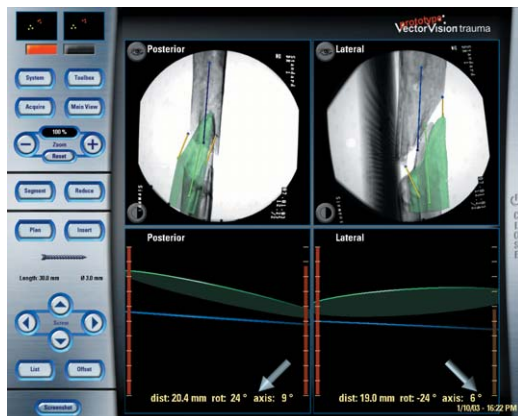 prototype
VectorVision trauma
System
Toolbox
Acquire
Main View
100 %
Zoom
Reset
Segment
Reduce
Plan
Insert
Length: 28.0 mm
Ø 3.0 mm
Screw
List
Offset
Screenshot
Posterior
Lateral
Posterior
Lateral
dist: 20.4 mm rot: 24 ° axis: 9 °
dist: 19.0 mm rot: -24 ° axis: 6 °
1/10/03 - 16:22 PM